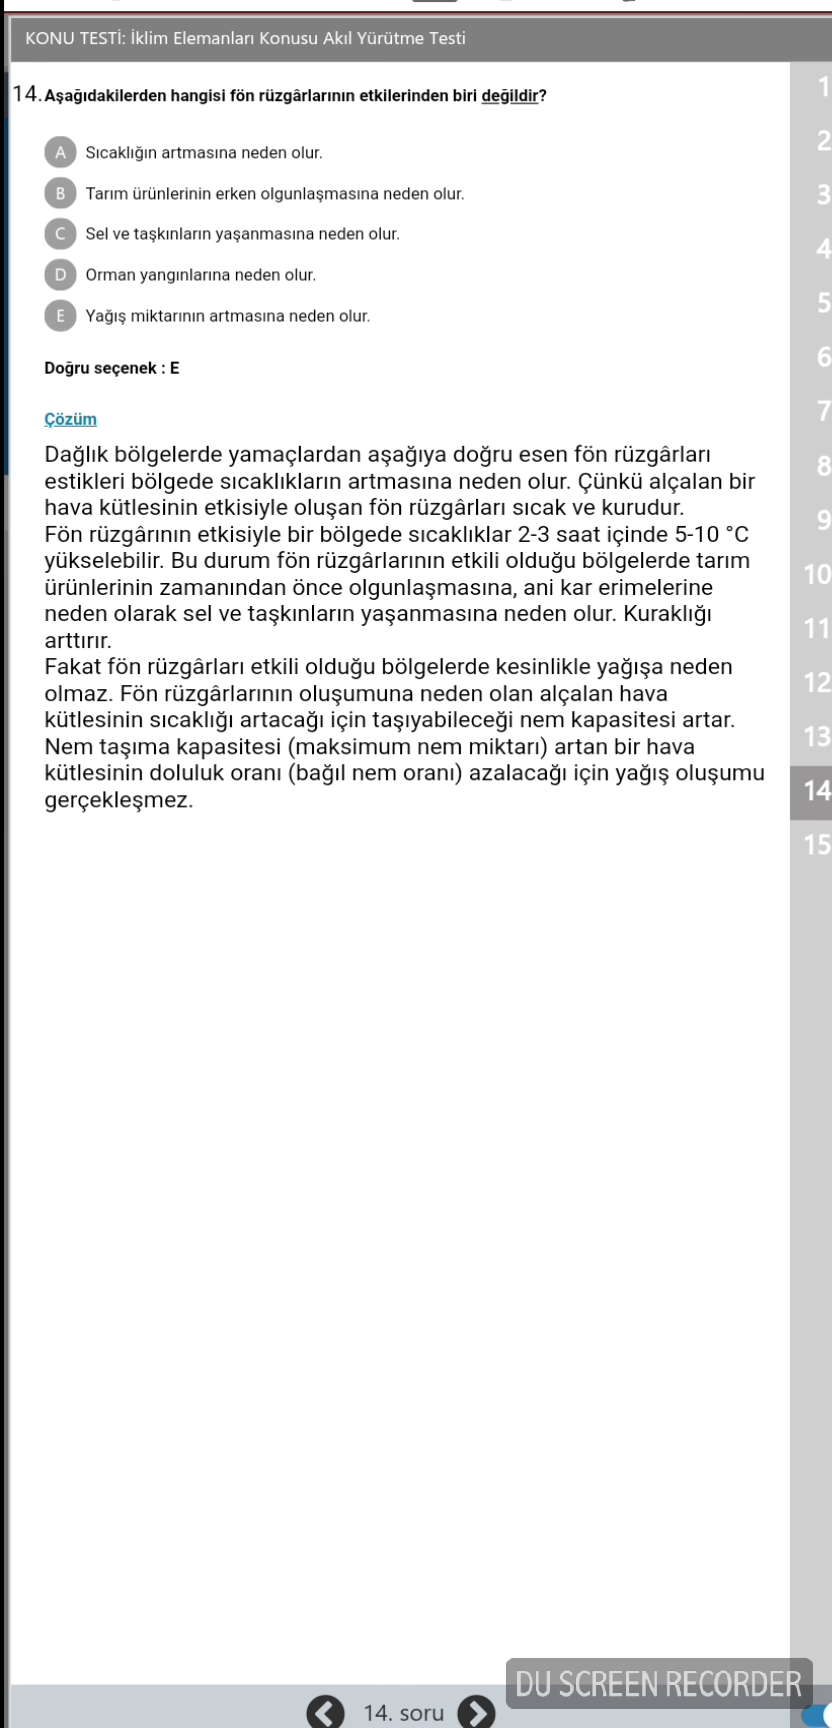 KONU TESTİ: İklim Elemanları Konusu Akıl Yürütme Testi
14. Aşağıdakilerden hangisi fön rüzgârlarının etkilerinden biri değildir?
A Sıcaklığın artmasına neden olur.
B Tarım ürünlerinin erken olgunlaşmasına neden olur.
C Sel ve taşkınların yaşanmasına neden olur.
D Orman yangınlarına neden olur.
E Yağış miktarının artmasına neden olur.
Doğru seçenek : E
Çözüm
Dağlık bölgelerde yamaçlardan aşağıya doğru esen fön rüzgârları
estikleri bölgede sıcaklıkların artmasına neden olur. Çünkü alçalan bir
hava kütlesinin etkisiyle oluşan fön rüzgârları sıcak ve kurudur.
Fön rüzgârının etkisiyle bir bölgede sıcaklıklar 2-3 saat içinde 5-10 °C
yükselebilir. Bu durum fön rüzgârlarının etkili olduğu bölgelerde tarım
ürünlerinin zamanından önce olgunlaşmasına, ani kar erimelerine
neden olarak sel ve taşkınların yaşanmasına neden olur. Kuraklığı
arttırır.
Fakat fön rüzgârları etkili olduğu bölgelerde kesinlikle yağışa neden
olmaz. Fön rüzgârlarının oluşumuna neden olan alçalan hava
kütlesinin sıcaklığı artacağı için taşıyabileceği nem kapasitesi artar.
Nem taşıma kapasitesi (maksimum nem miktarı) artan bir hava
kütlesinin doluluk oranı (bağıl nem oranı) azalacağı için yağış oluşumu
gerçekleşmez.
1
2
3
4
5
6
7
8
9
10
11
12
13
14
15
DU SCREEN RECORDER
14. soru